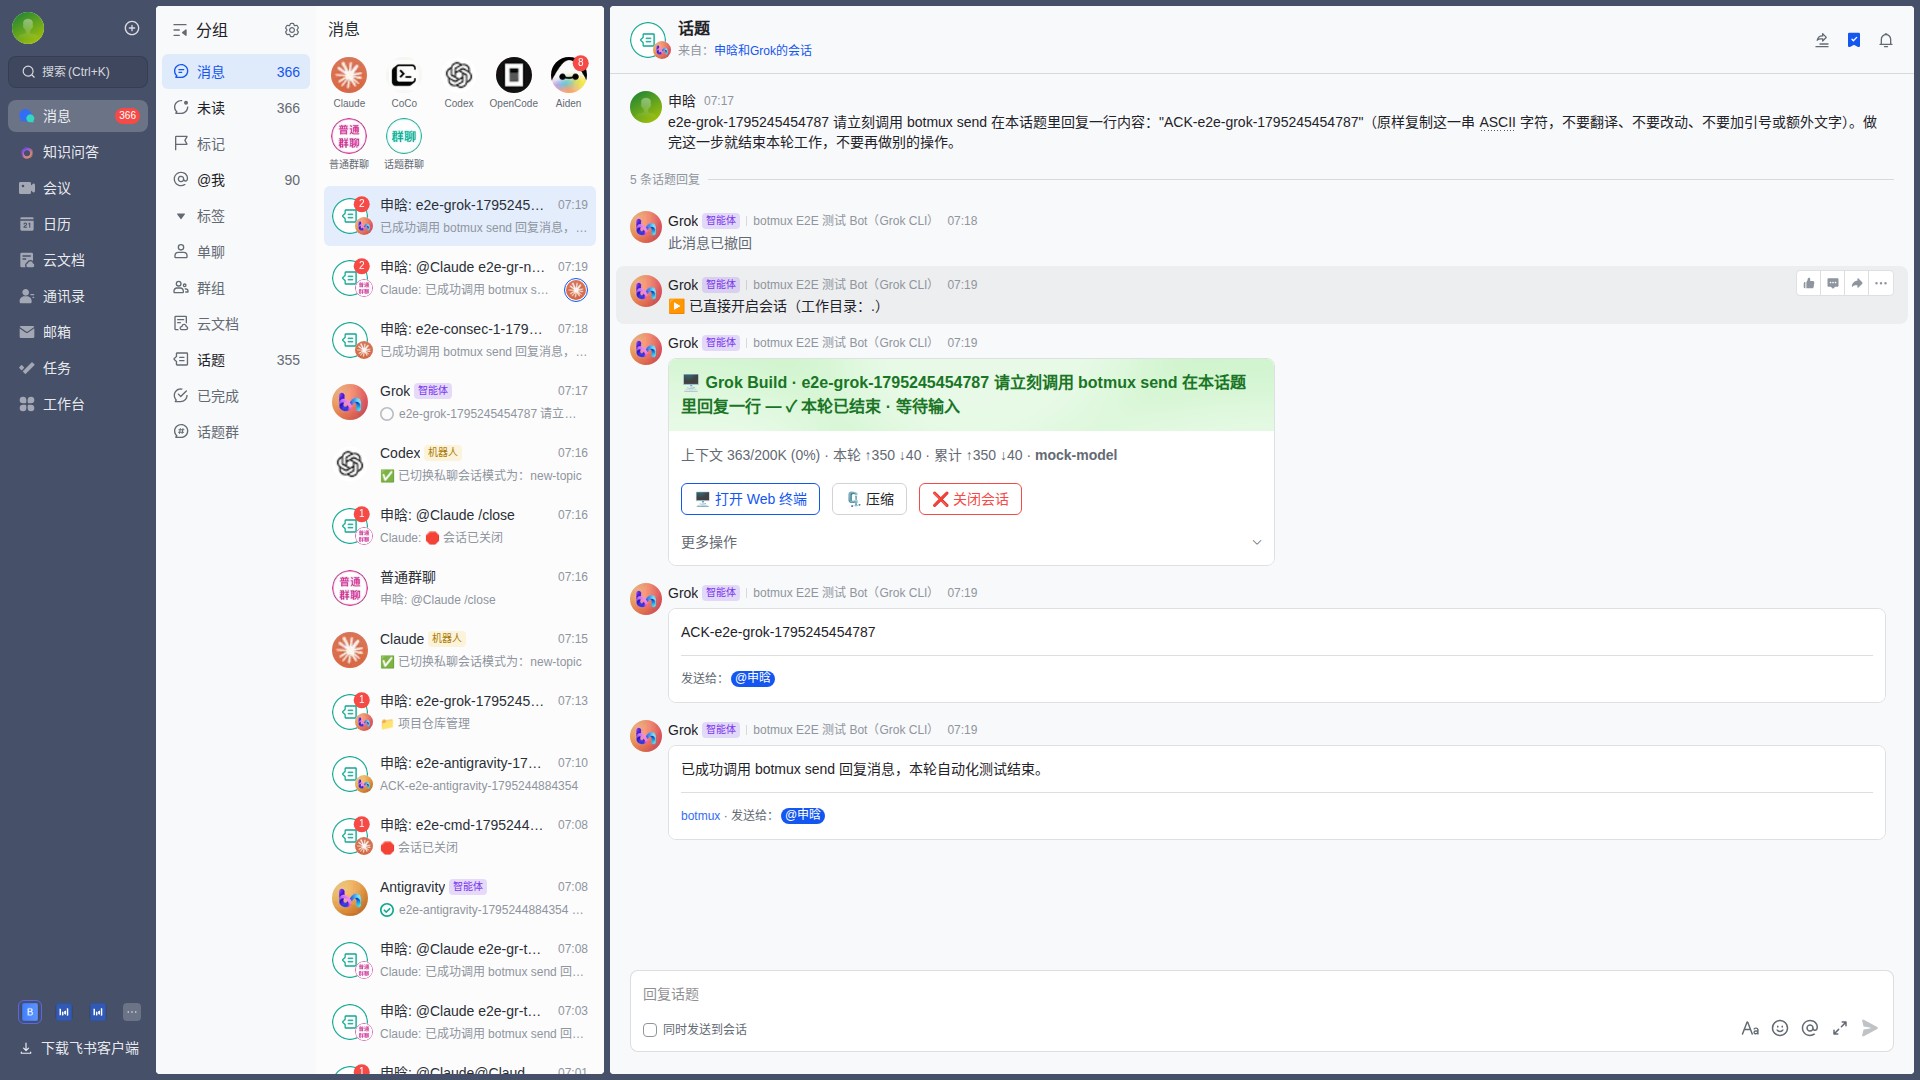 搜索 (Ctrl+K)
消息
366
知识问答
会议
日历
云文档
通讯录
邮箱
任务
工作台
下载飞书客户端
分组
消息 366
未读 366
标记
@我 90
标签
单聊
群组
云文档
话题 355
已完成
话题群
消息
Claude
CoCo
Codex
OpenCode
8
Aiden
普通群聊
普通群聊
群聊
话题群聊
2
申晗: e2e-grok-1795245... 07:19
已成功调用 botmux send 回复消息，...
2
申晗: @Claude e2e-gr-n... 07:19
Claude: 已成功调用 botmux s...
申晗: e2e-consec-1-179... 07:18
已成功调用 botmux send 回复消息，...
Grok 智能体 07:17
e2e-grok-1795245454787 请立...
Codex 机器人 07:16
已切换私聊会话模式为：new-topic
1
申晗: @Claude /close 07:16
Claude: 会话已关闭
普通群聊
普通群聊 07:16
申晗: @Claude /close
Claude 机器人 07:15
已切换私聊会话模式为：new-topic
1
申晗: e2e-grok-1795245... 07:13
项目仓库管理
申晗: e2e-antigravity-17... 07:10
ACK-e2e-antigravity-1795244884354
1
申晗: e2e-cmd-1795244... 07:08
会话已关闭
Antigravity 智能体 07:08
e2e-antigravity-1795244884354 ...
申晗: @Claude e2e-gr-t... 07:08
Claude: 已成功调用 botmux send 回...
申晗: @Claude e2e-gr-t... 07:03
Claude: 已成功调用 botmux send 回...
1
申晗: @Claude@Claud... 07:01
话题
来自：申晗和Grok的会话
申晗 07:17
e2e-grok-1795245454787 请立刻调用 botmux send 在本话题里回复一行内容："ACK-e2e-grok-1795245454787"（原样复制这一串 ASCII 字符，不要翻译、不要改动、不要加引号或额外文字）。做
完这一步就结束本轮工作，不要再做别的操作。
5 条话题回复
Grok 智能体 botmux E2E 测试 Bot（Grok CLI） 07:18
此消息已撤回
Grok 智能体 botmux E2E 测试 Bot（Grok CLI） 07:19
已直接开启会话（工作目录：.）
Grok 智能体 botmux E2E 测试 Bot（Grok CLI） 07:19
Grok Build · e2e-grok-1795245454787 请立刻调用 botmux send 在本话题
里回复一行 — ✓ 本轮已结束 · 等待输入
上下文 363/200K (0%) · 本轮 ↑350 ↓40 · 累计 ↑350 ↓40 · mock-model
打开 Web 终端
压缩
关闭会话
更多操作
Grok 智能体 botmux E2E 测试 Bot（Grok CLI） 07:19
ACK-e2e-grok-1795245454787
发送给：@申晗
Grok 智能体 botmux E2E 测试 Bot（Grok CLI） 07:19
已成功调用 botmux send 回复消息，本轮自动化测试结束。
botmux · 发送给：@申晗
回复话题
同时发送到会话